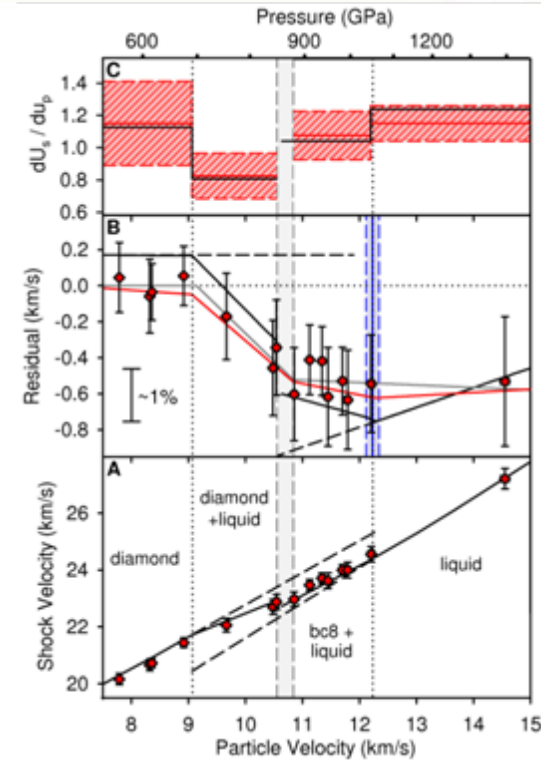 Pressure (GPa)
600 900 1200
C
1.4
1.2
1.0
0.8
0.6
dUs / dup
B
0.2
0.0
-0.2
-0.4
-0.6
-0.8
Residual (km/s)
~1%
A
diamond
+liquid
diamond
liquid
bc8 +
liquid
26
24
22
20
Shock Velocity (km/s)
8 9 10 11 12 13 14 15
Particle Velocity (km/s)